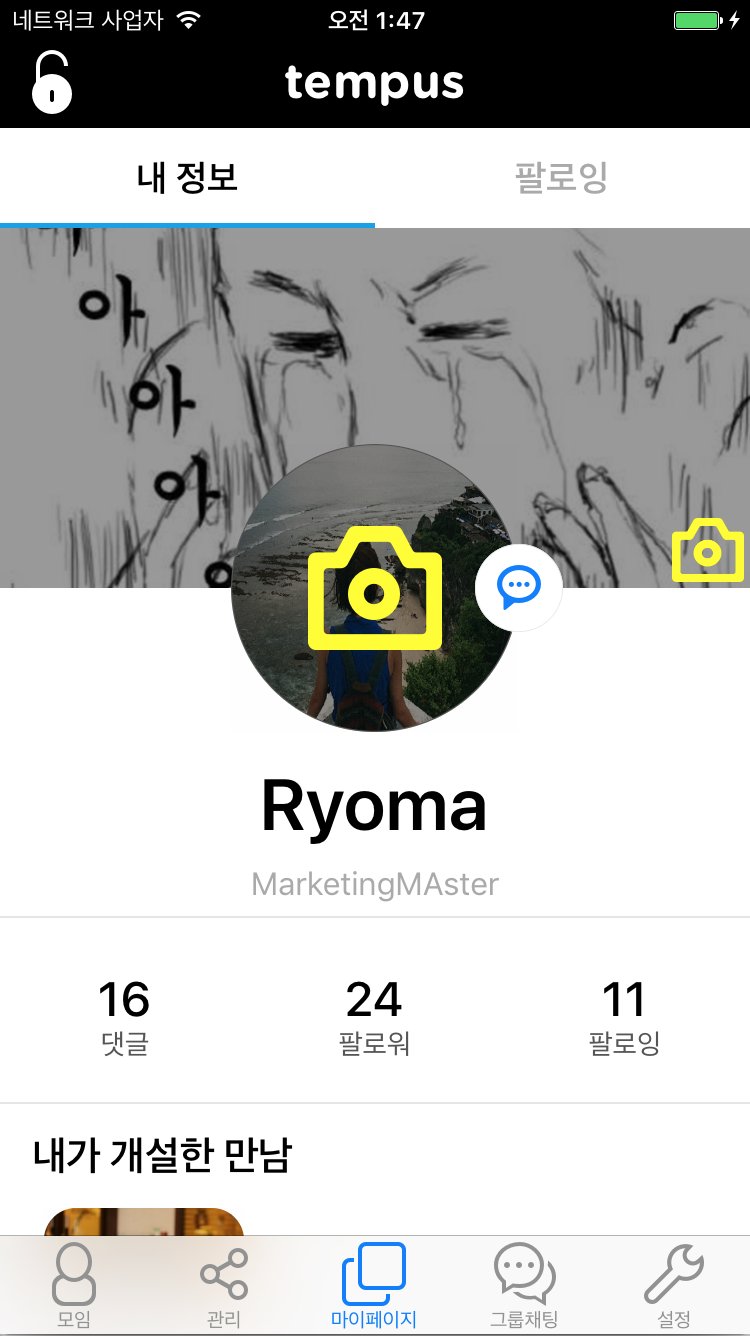 네트워크 사업자 오전 1:47
tempus
내 정보 팔로잉
아
아
아
Ryoma
MarketingMAster
16 24 11
댓글 팔로워 팔로잉
내가 개설한 만남
모임 관리 마이페이지 그룹채팅 설정